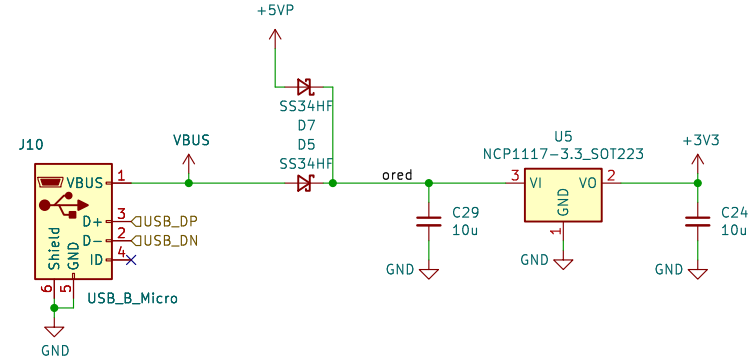 +5VP
SS34HF
D7
D5
SS34HF
J10
VBUS
U5
NCP1117-3.3_SOT223
+3V3
VBUS 1
ored
3 VI
VO 2
GND
1
D+ 3 USB_DP
D- 2 USB_DN
ID 4
Shield
GND
6
5
USB_B_Micro
GND
C29
10u
GND
GND
C24
10u
GND